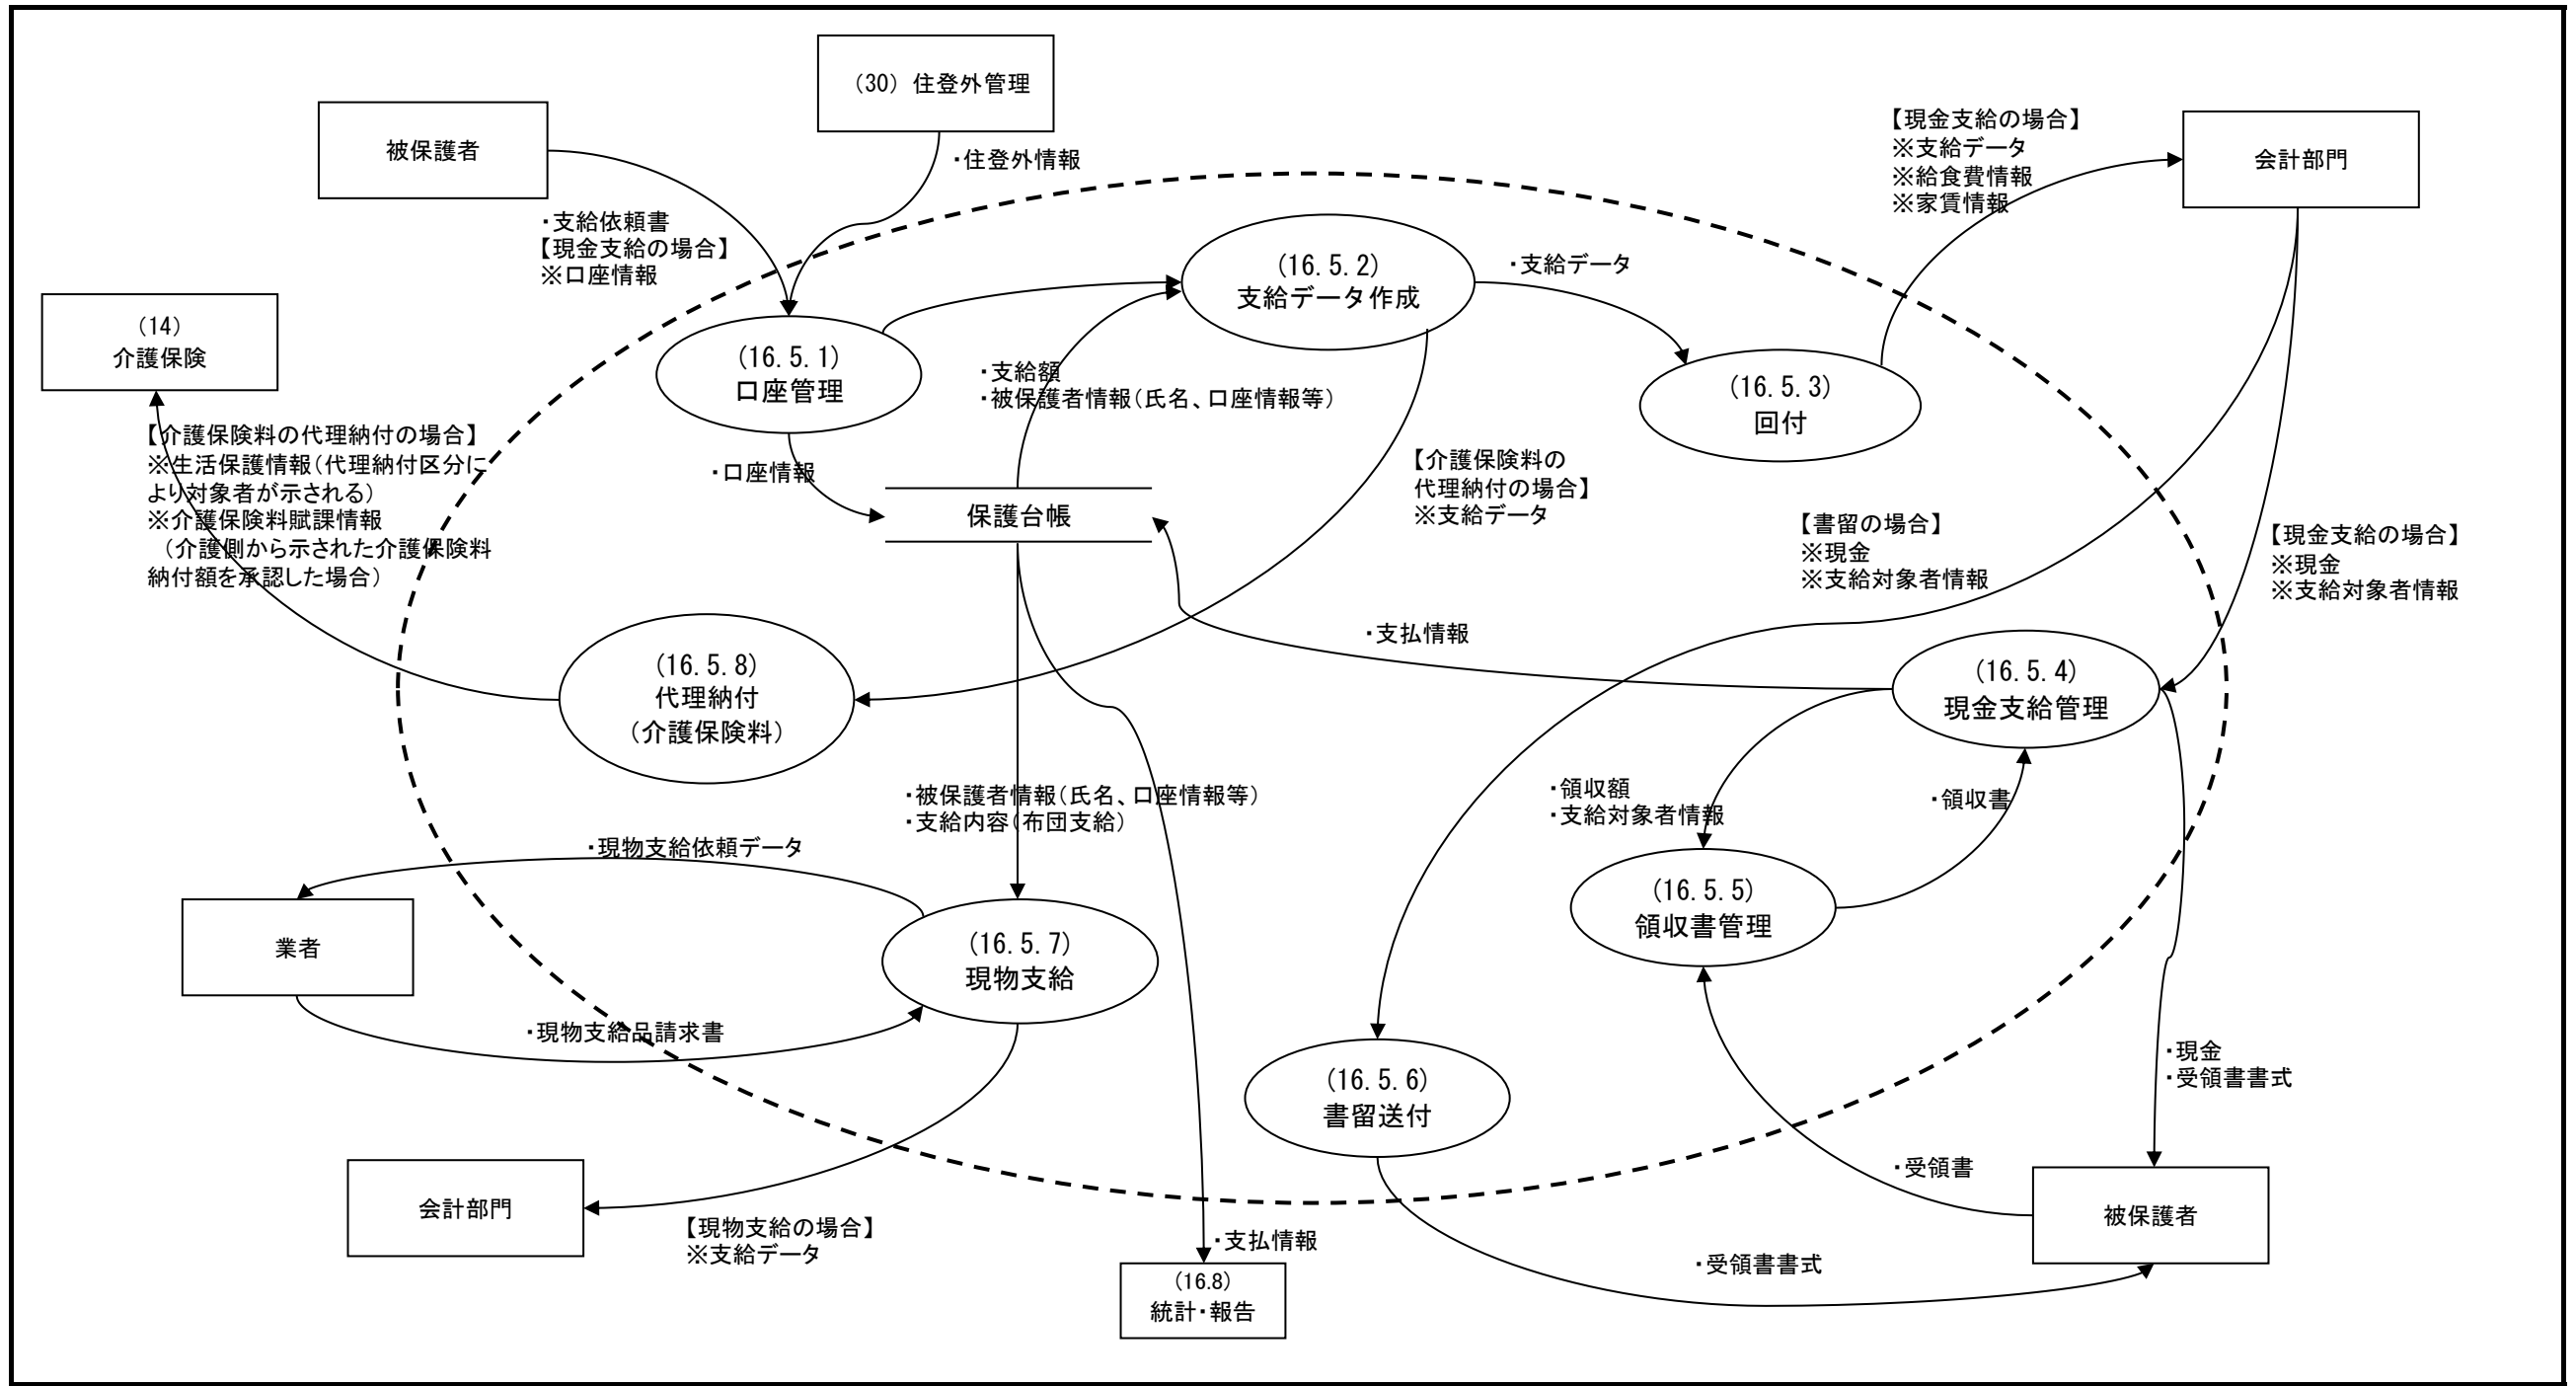 （30）住登外管理
被保護者
・住登外情報
【現金支給の場合】
※支給データ
※給食費情報
※家賃情報
会計部門
・支給依頼書
【現金支給の場合】
※口座情報
(16.5.2)
支給データ作成
・支給データ
（14）
介護保険
(16.5.1)
口座管理
・支給額
・被保護者情報（氏名、口座情報等）
(16.5.3)
回付
【介護保険料の代理納付の場合】
※生活保護情報（代理納付区分に
より対象者が示される）
※介護保険料賦課情報
（介護側から示された介護保険料
納付額を承認した場合）
・口座情報
保護台帳
【介護保険料の
代理納付の場合】
※支給データ
【書留の場合】
※現金
※支給対象者情報
【現金支給の場合】
※現金
※支給対象者情報
・支払情報
(16.5.8)
代理納付
（介護保険料）
(16.5.4)
現金支給管理
・被保護者情報（氏名、口座情報等）
・支給内容（布団支給）
・領収額
・支給対象者情報
・領収書
・現物支給依頼データ
業者
(16.5.7)
現物支給
(16.5.5)
領収書管理
・現物支給品請求書
(16.5.6)
書留送付
・現金
・受領書書式
会計部門
【現物支給の場合】
※支給データ
・支払情報
（16.8）
統計・報告
・受領書
被保護者
・受領書書式